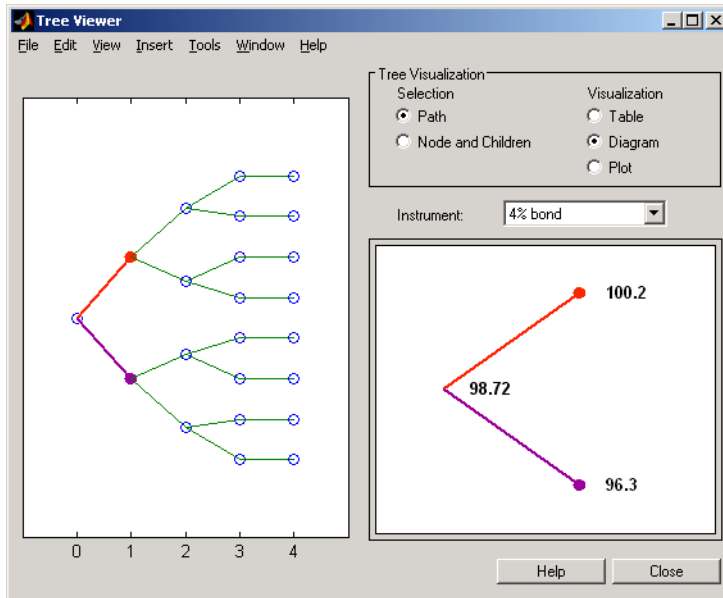 Tree Viewer
File Edit View Insert Tools Window Help
Tree Visualization
Selection Visualization
Path Table
Node and Children Diagram
Plot
Instrument: 4% bond
100.2
98.72
96.3
0 1 2 3 4
Help Close